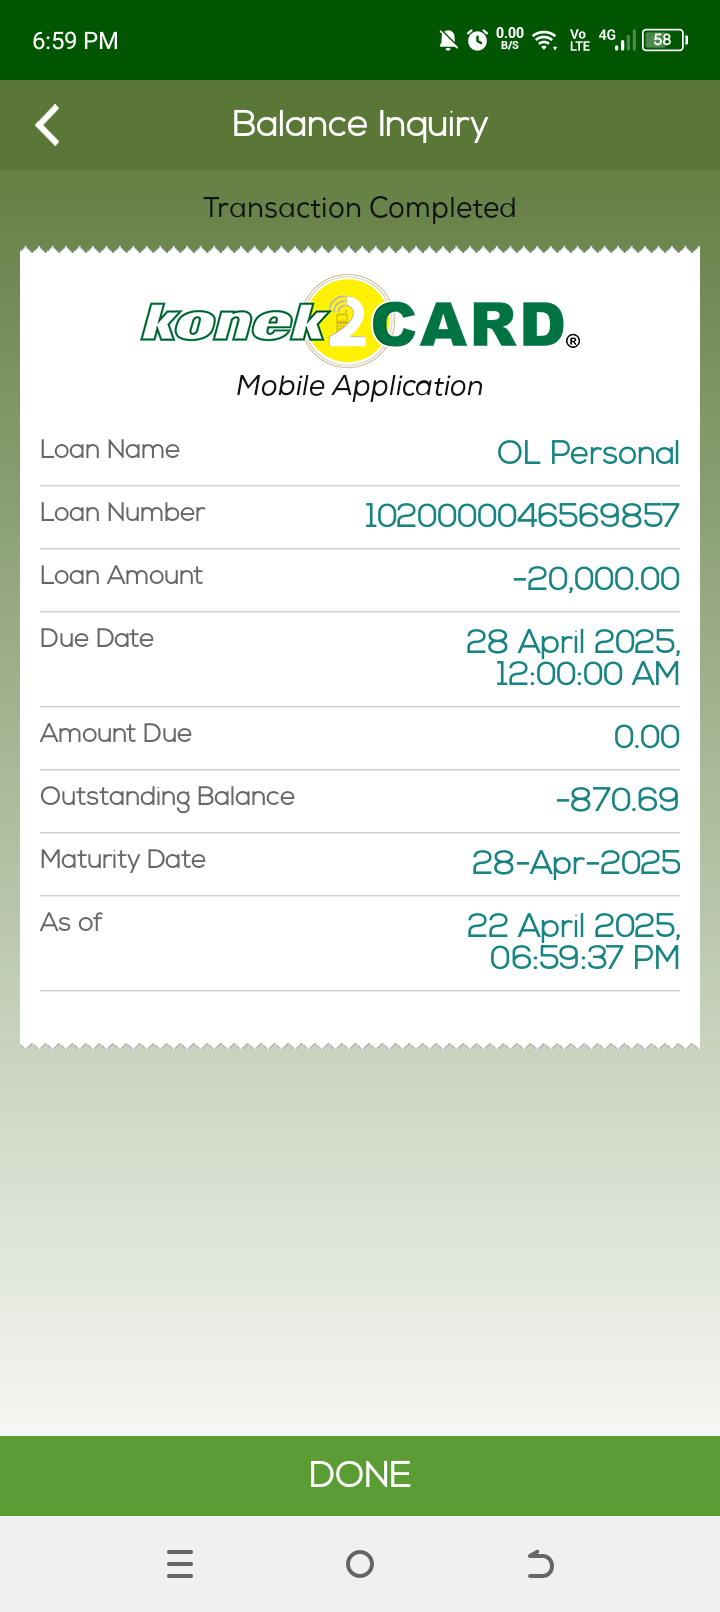 6:59 PM
0.00 B/S Vo LTE 4G 58
Balance Inquiry
Transaction Completed
konek2CARD®
Mobile Application
Loan Name OL Personal
Loan Number 1020000046569857
Loan Amount -20,000.00
Due Date 28 April 2025,
12:00:00 AM
Amount Due 0.00
Outstanding Balance -870.69
Maturity Date 28-Apr-2025
As of 22 April 2025,
06:59:37 PM
DONE